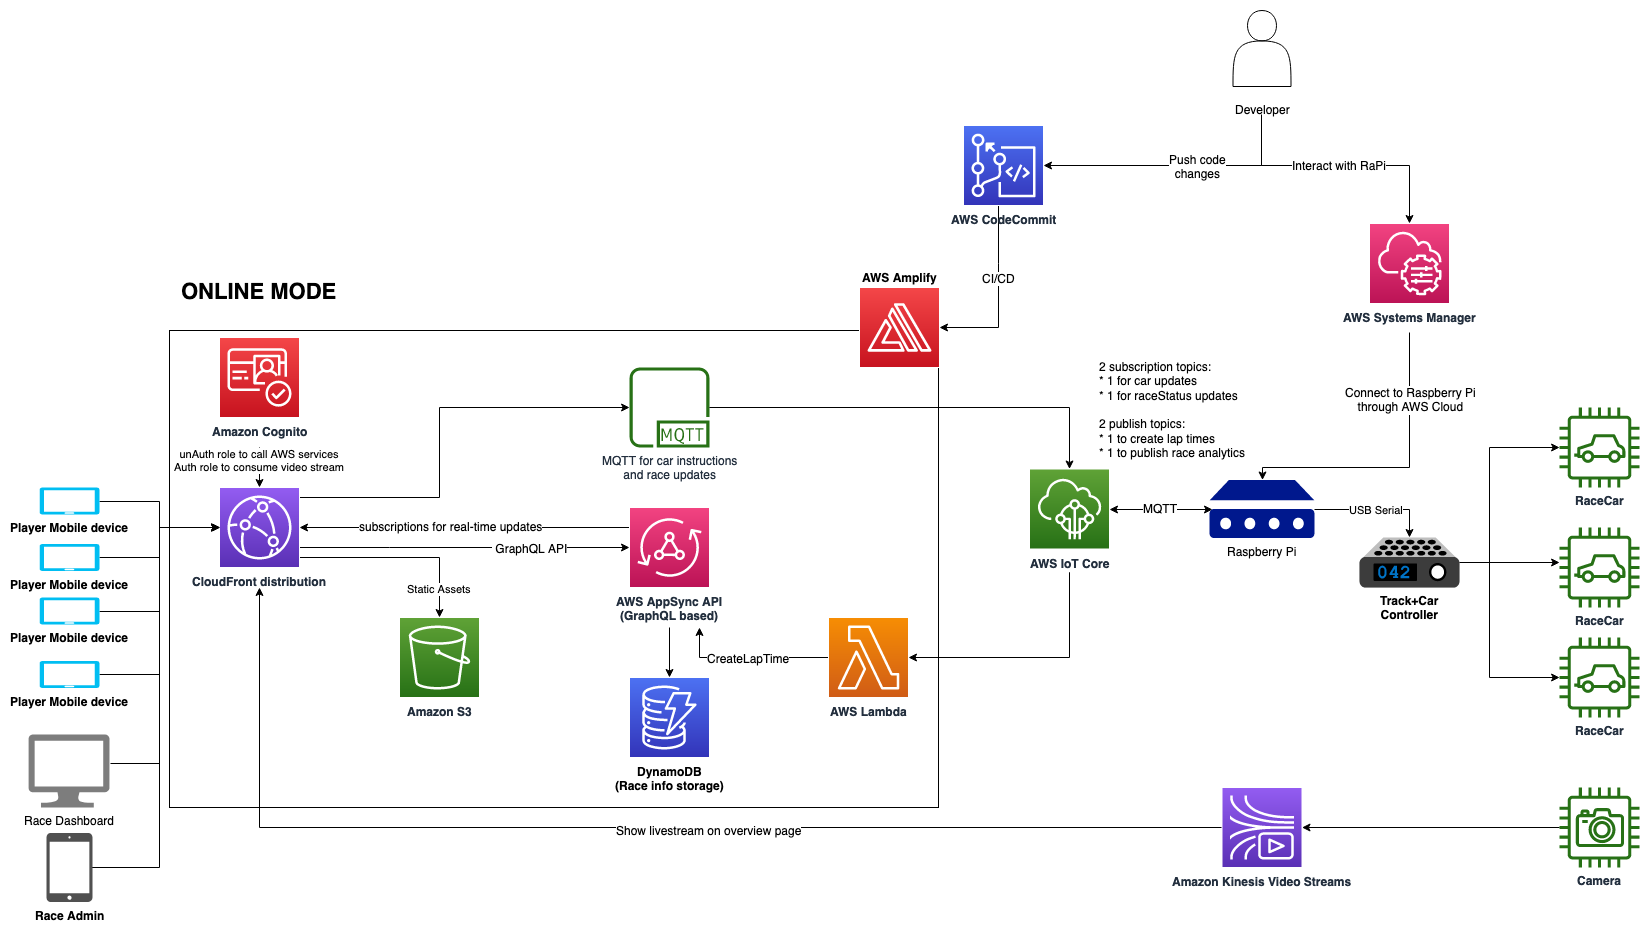 Developer
Push code
changes
Interact with RaPi
AWS CodeCommit
CI/CD
AWS Amplify
ONLINE MODE
AWS Systems Manager
Connect to Raspberry Pi
through AWS Cloud
2 subscription topics:
* 1 for car updates
* 1 for raceStatus updates
2 publish topics:
* 1 to create lap times
* 1 to publish race analytics
Amazon Cognito
unAuth role to call AWS services
Auth role to consume video stream
MQTT
MQTT for car instructions
and race updates
Player Mobile device
Player Mobile device
Player Mobile device
Player Mobile device
Race Dashboard
Race Admin
CloudFront distribution
subscriptions for real-time updates
GraphQL API
Static Assets
Amazon S3
AWS AppSync API
(GraphQL based)
CreateLapTime
DynamoDB
(Race info storage)
AWS Lambda
AWS IoT Core
MQTT
Raspberry Pi
USB Serial
042
Track+Car
Controller
RaceCar
RaceCar
RaceCar
Show livestream on overview page
Amazon Kinesis Video Streams
Camera